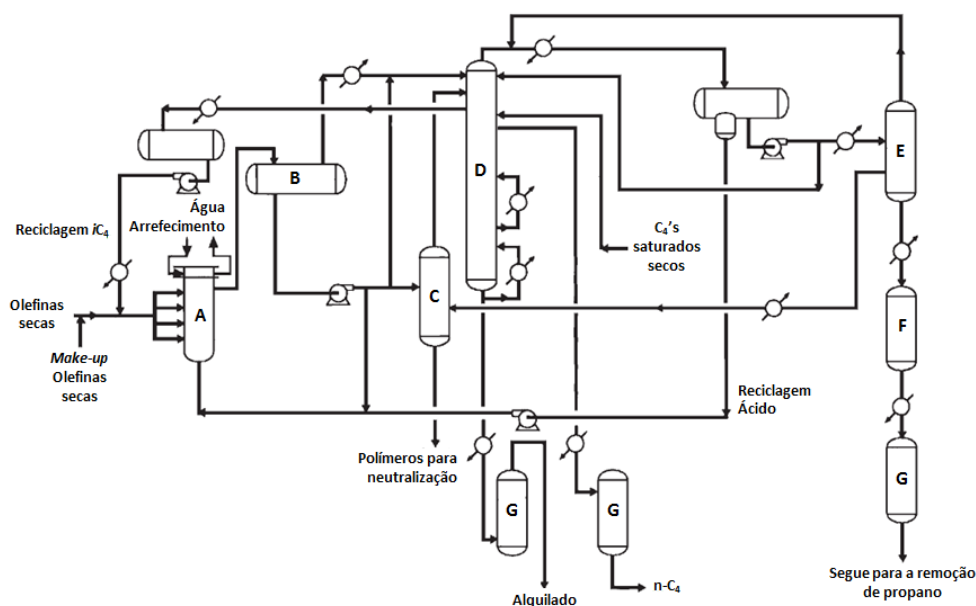 E
B
D
Água
Arrefecimento
Reciclagem iC₄
C₄'s
saturados
secos
C
Olefinas
secas
A
F
Make-up
Olefinas
secas
Reciclagem
Ácido
Polímeros para
neutralização
G
G
G
n-C₄
Alquilado
Segue para a remoção
de propano